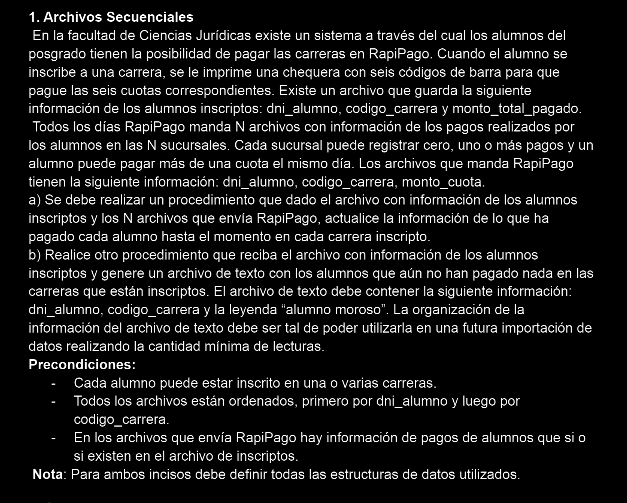 1. Archivos Secuenciales
En la facultad de Ciencias Jurídicas existe un sistema a través del cual los alumnos del
posgrado tienen la posibilidad de pagar las carreras en RapiPago. Cuando el alumno se
inscribe a una carrera, se le imprime una chequera con seis códigos de barra para que
pague las seis cuotas correspondientes. Existe un archivo que guarda la siguiente
información de los alumnos inscriptos: dni_alumno, codigo_carrera y monto_total_pagado.
Todos los días RapiPago manda N archivos con información de los pagos realizados por
los alumnos en las N sucursales. Cada sucursal puede registrar cero, uno o más pagos y un
alumno puede pagar más de una cuota el mismo día. Los archivos que manda RapiPago
tienen la siguiente información: dni_alumno, codigo_carrera, monto_cuota.
a) Se debe realizar un procedimiento que dado el archivo con información de los alumnos
inscriptos y los N archivos que envía RapiPago, actualice la información de lo que ha
pagado cada alumno hasta el momento en cada carrera inscripto.
b) Realice otro procedimiento que reciba el archivo con información de los alumnos
inscriptos y genere un archivo de texto con los alumnos que aún no han pagado nada en las
carreras que están inscriptos. El archivo de texto debe contener la siguiente información:
dni_alumno, codigo_carrera y la leyenda “alumno moroso”. La organización de la
información del archivo de texto debe ser tal de poder utilizarla en una futura importación de
datos realizando la cantidad mínima de lecturas.
Precondiciones:
- Cada alumno puede estar inscrito en una o varias carreras.
- Todos los archivos están ordenados, primero por dni_alumno y luego por
codigo_carrera.
- En los archivos que envía RapiPago hay información de pagos de alumnos que si o
si existen en el archivo de inscriptos.
Nota: Para ambos incisos debe definir todas las estructuras de datos utilizados.